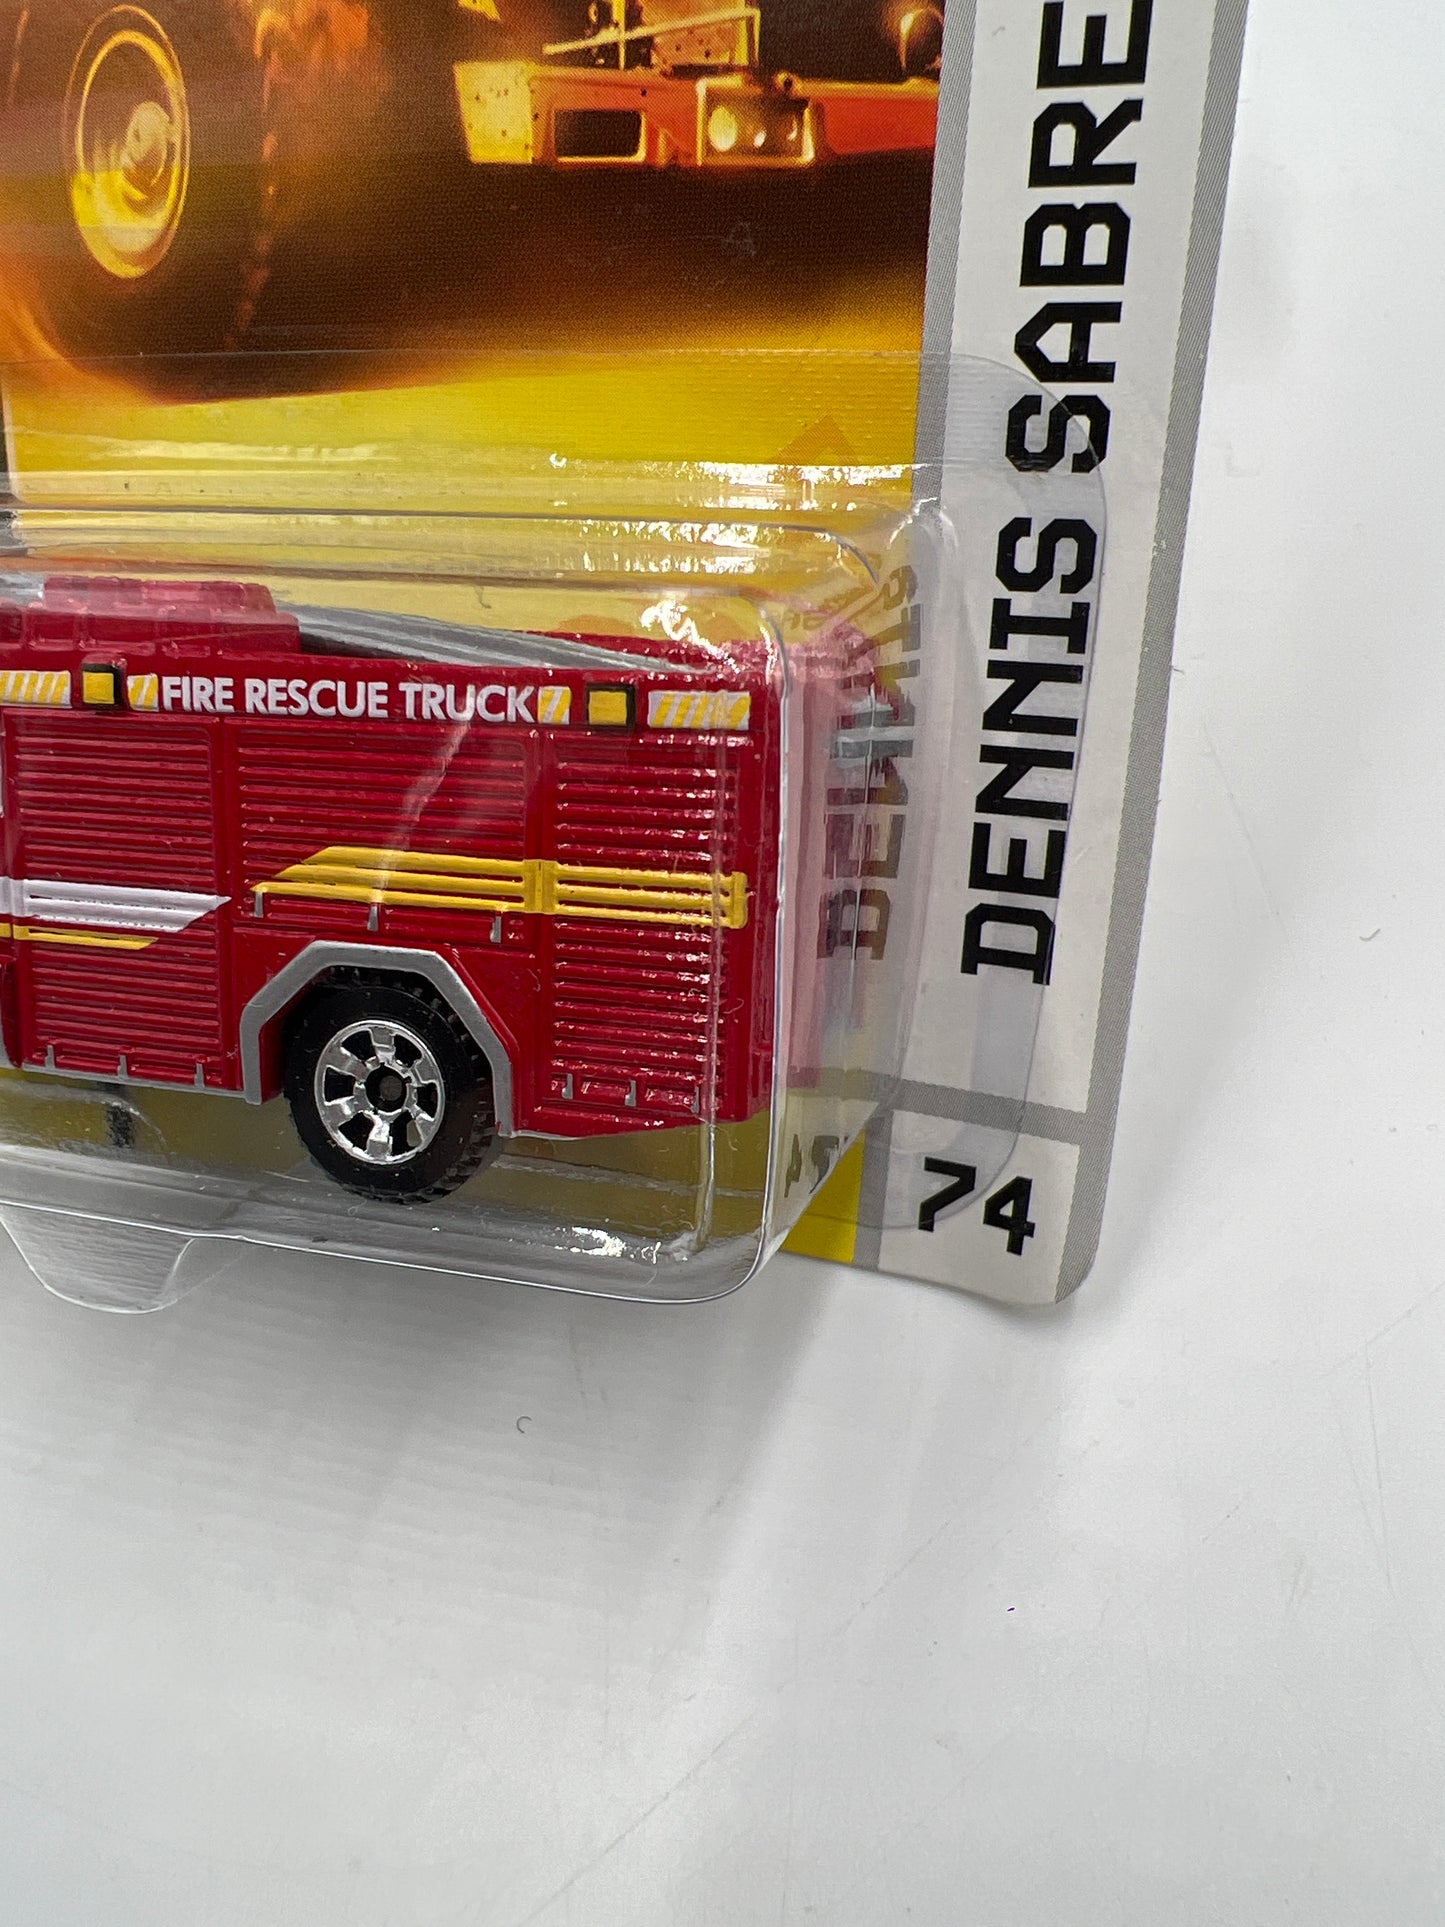 DENNIS SABRE
FIRE RESCUE TRUCK
74